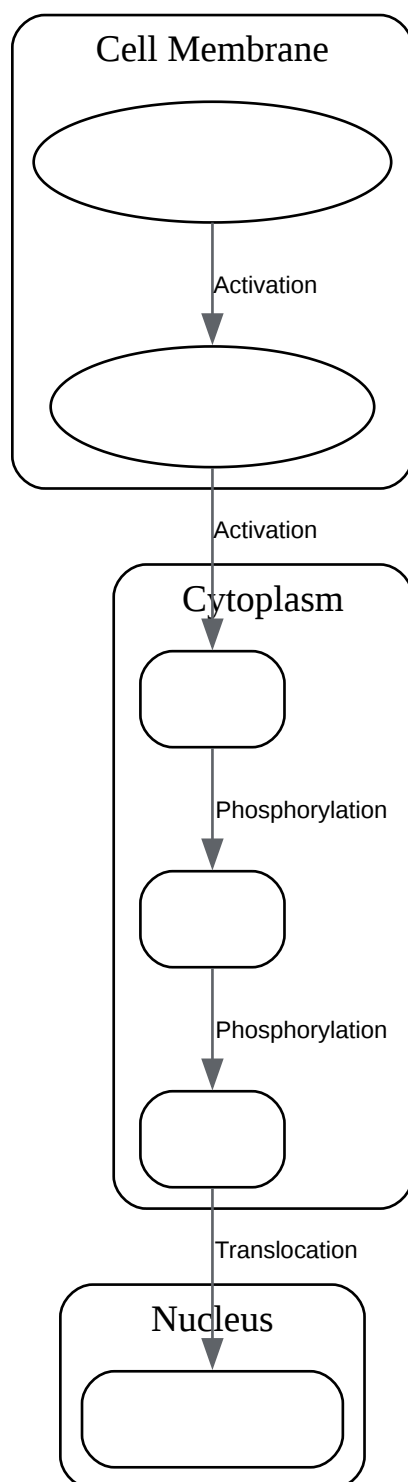 Cell Membrane
Activation
Activation
Cytoplasm
Phosphorylation
Phosphorylation
Translocation
Nucleus